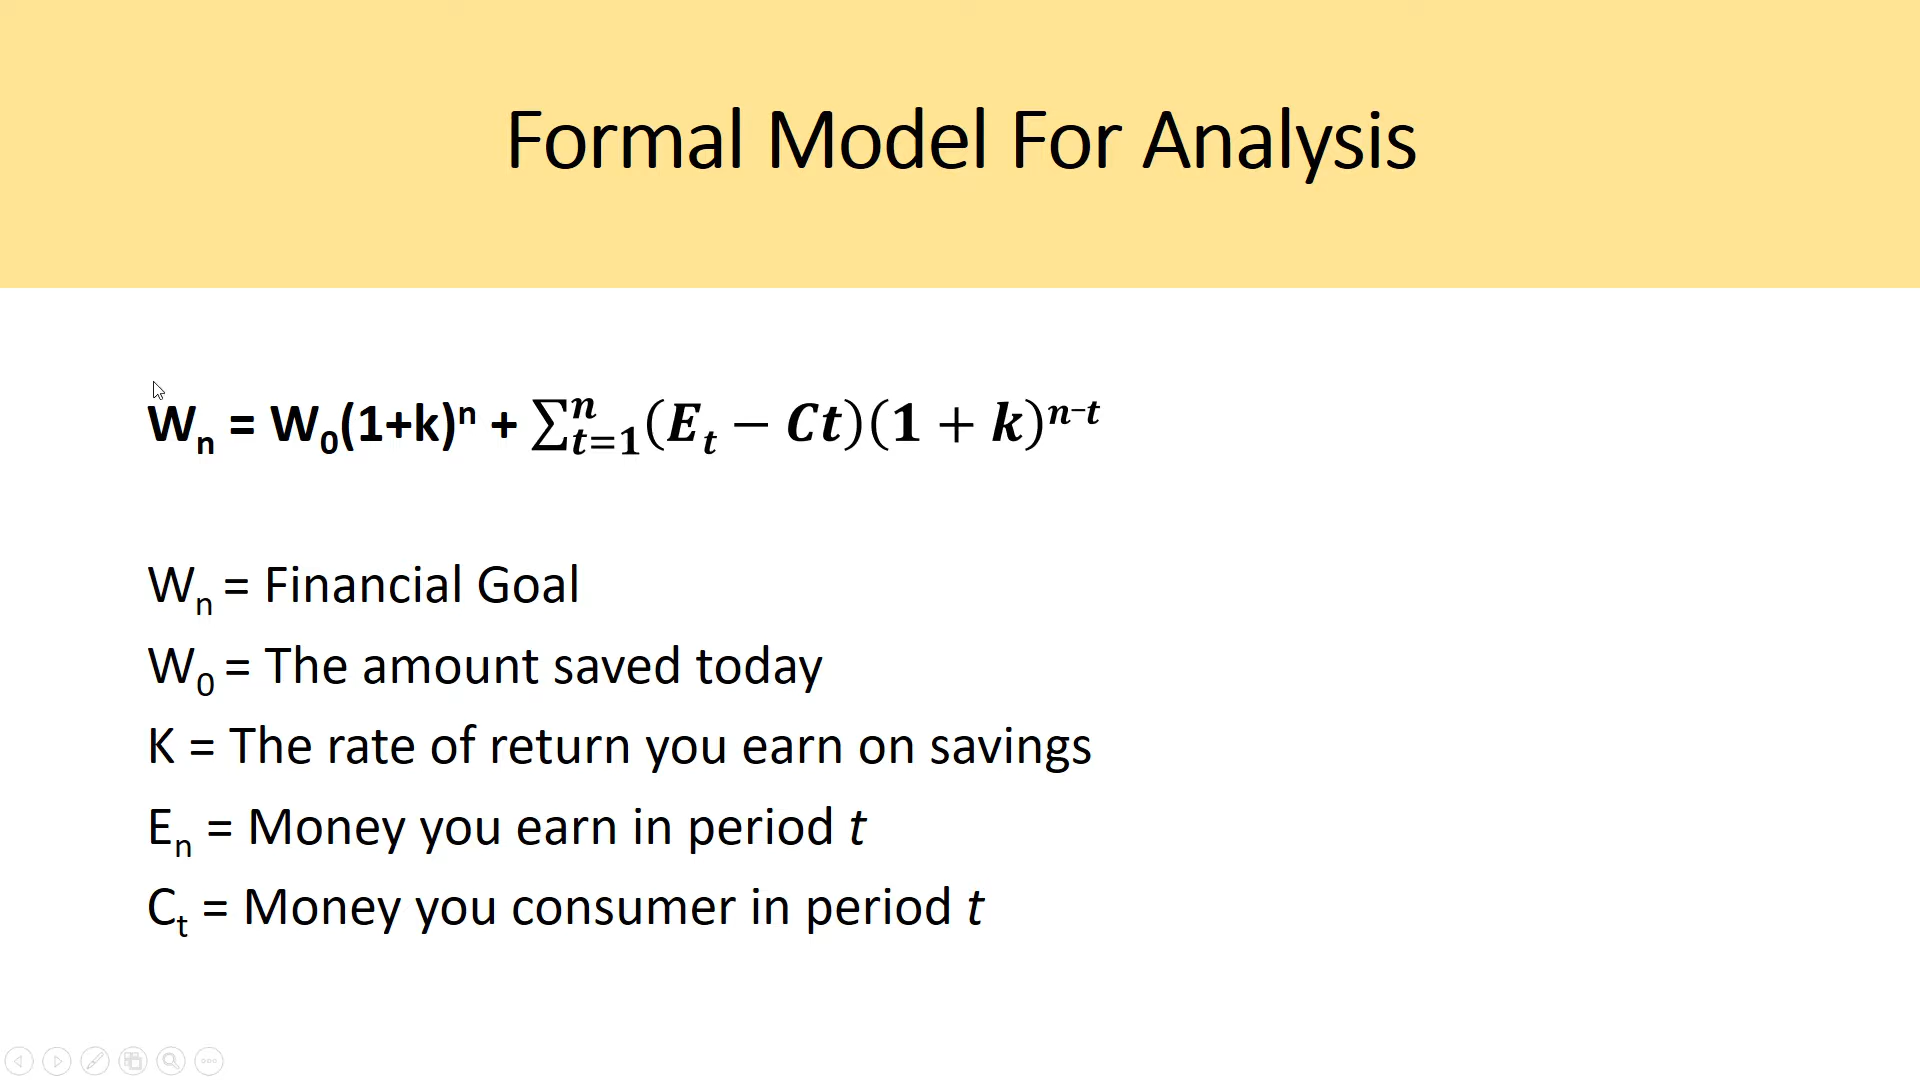 Formal Model For Analysis
Wₙ = W₀(1+k)ⁿ + ∑ₜ₌₁ⁿ(Eₜ − Ct)(1 + k)ⁿ⁻ᵗ
Wₙ = Financial Goal
W₀ = The amount saved today
K = The rate of return you earn on savings
Eₙ = Money you earn in period t
Cₜ = Money you consumer in period t